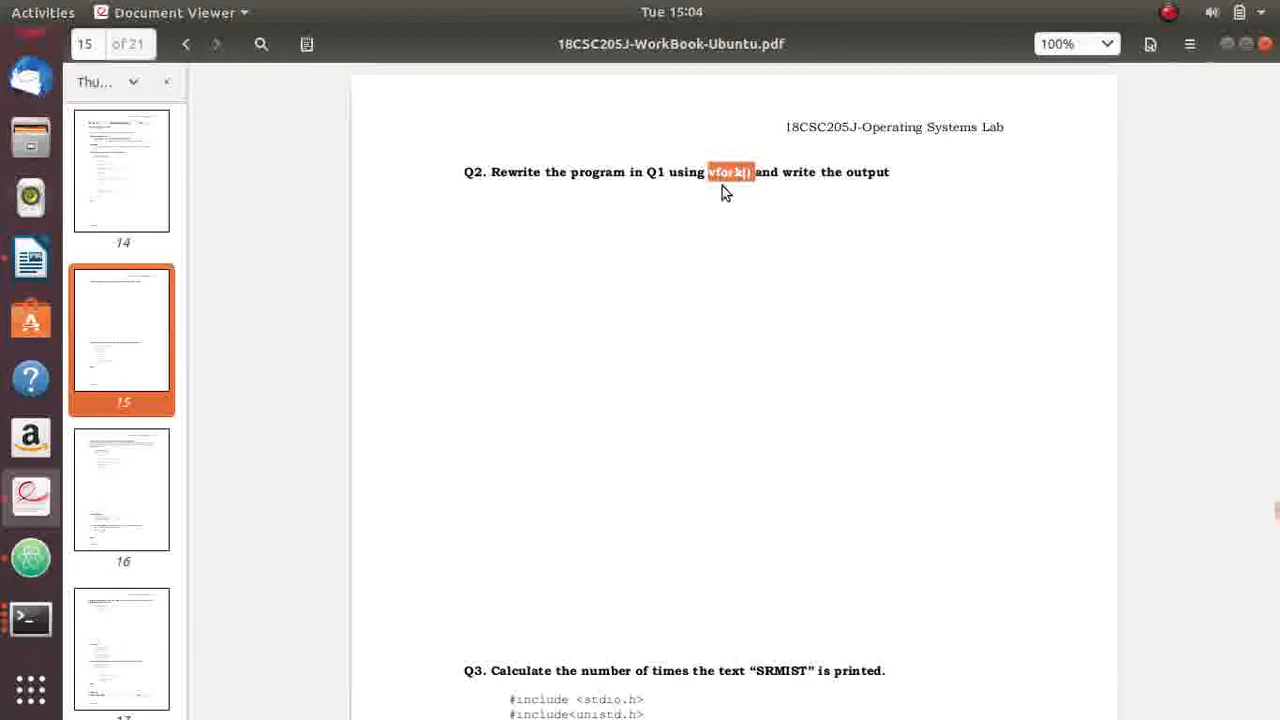 Activities Document Viewer Tue 15:04
15 of 21 18CSC205J-WorkBook-Ubuntu.pdf 100%
Thu...
14
15
16
17
18CSC205J-Operating Systems Lab
Q2. Rewrite the program in Q1 using vfork() and write the output
Q3. Calculate the number of times the text “SRMIST” is printed.
#include <stdio.h>
#include<unistd.h>